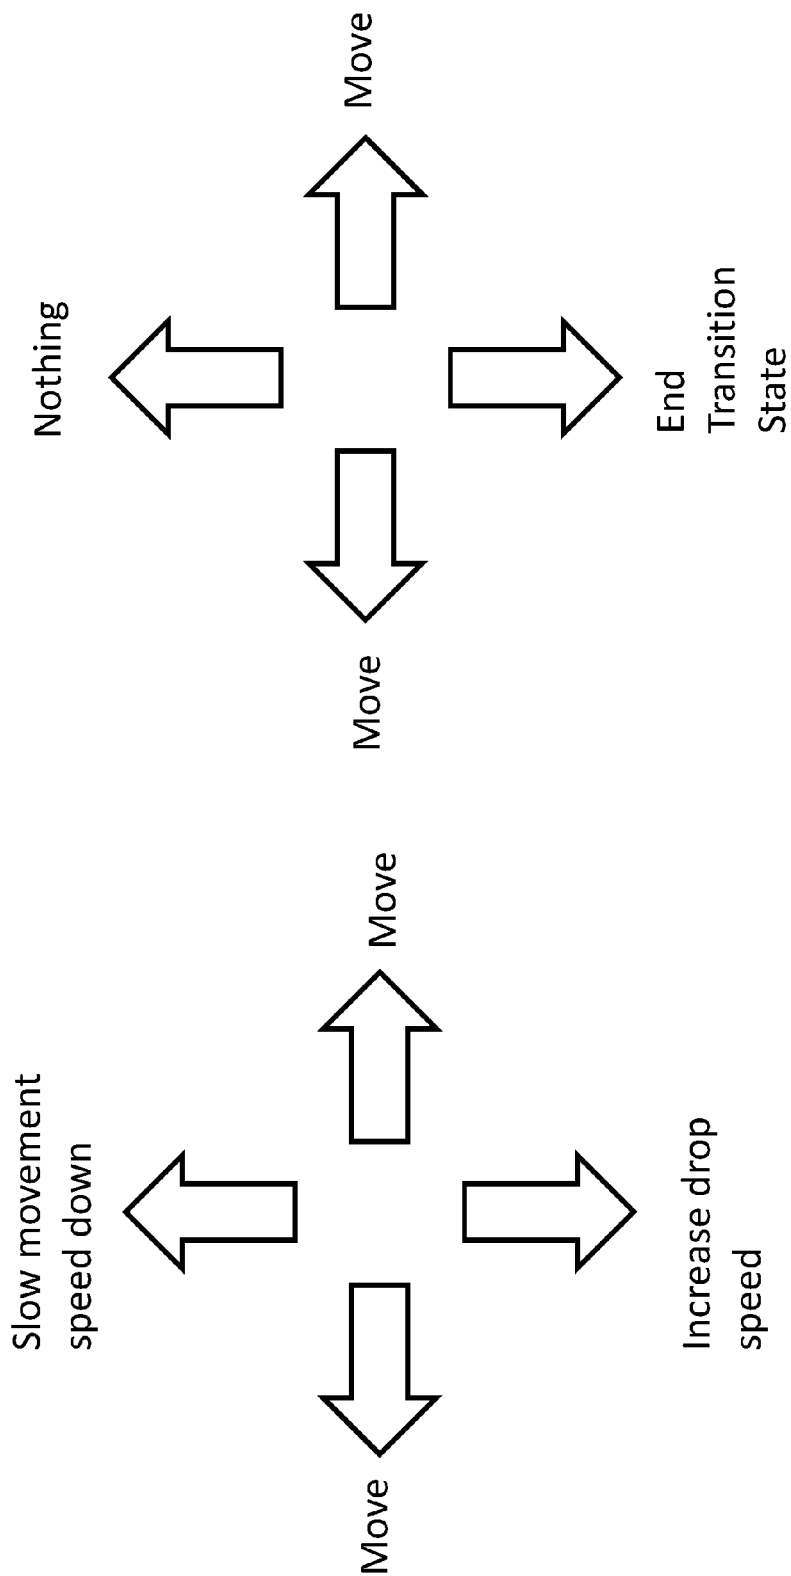 Slow movement
speed down
Move
Move
Increase drop
speed
Nothing
Move
Move
End
Transition
State